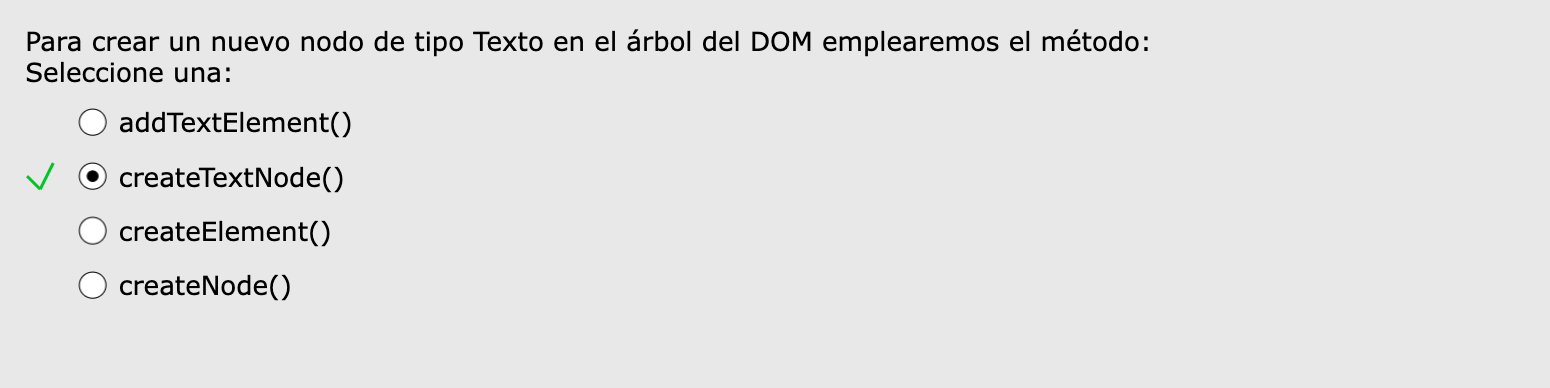 Para crear un nuevo nodo de tipo Texto en el árbol del DOM emplearemos el método:
Seleccione una:
addTextElement()
createTextNode()
createElement()
createNode()